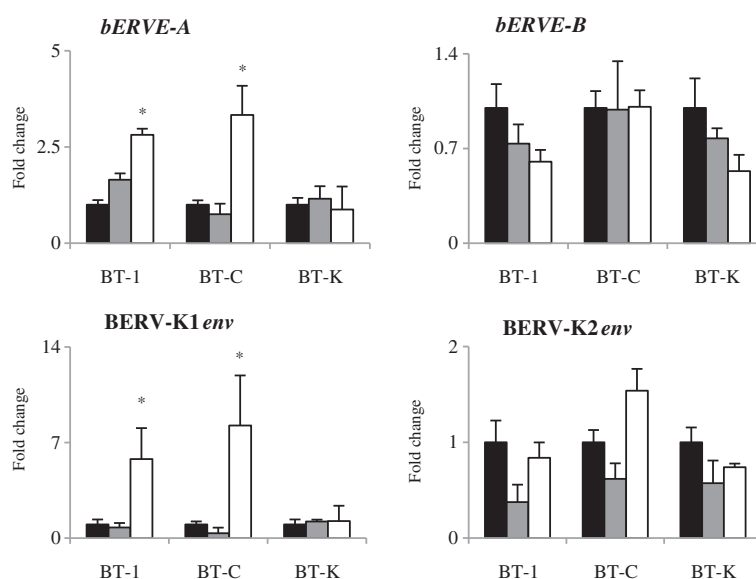 bERVE-A
Fold change
5
2.5
0
*
*
BT-1 BT-C BT-K
bERVE-B
Fold change
1.4
0.7
0
BT-1 BT-C BT-K
BERV-K1 env
Fold change
14
7
0
*
*
BT-1 BT-C BT-K
BERV-K2 env
Fold change
2
1
0
BT-1 BT-C BT-K